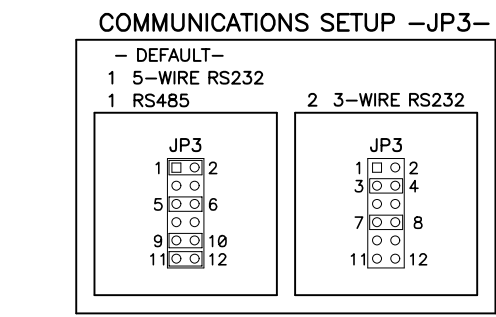 COMMUNICATIONS SETUP -JP3-
- DEFAULT-
1 5-WIRE RS232
1 RS485
JP3
1 2
5 6
9 10
11 12
2 3-WIRE RS232
JP3
1 2
3 4
7 8
11 12